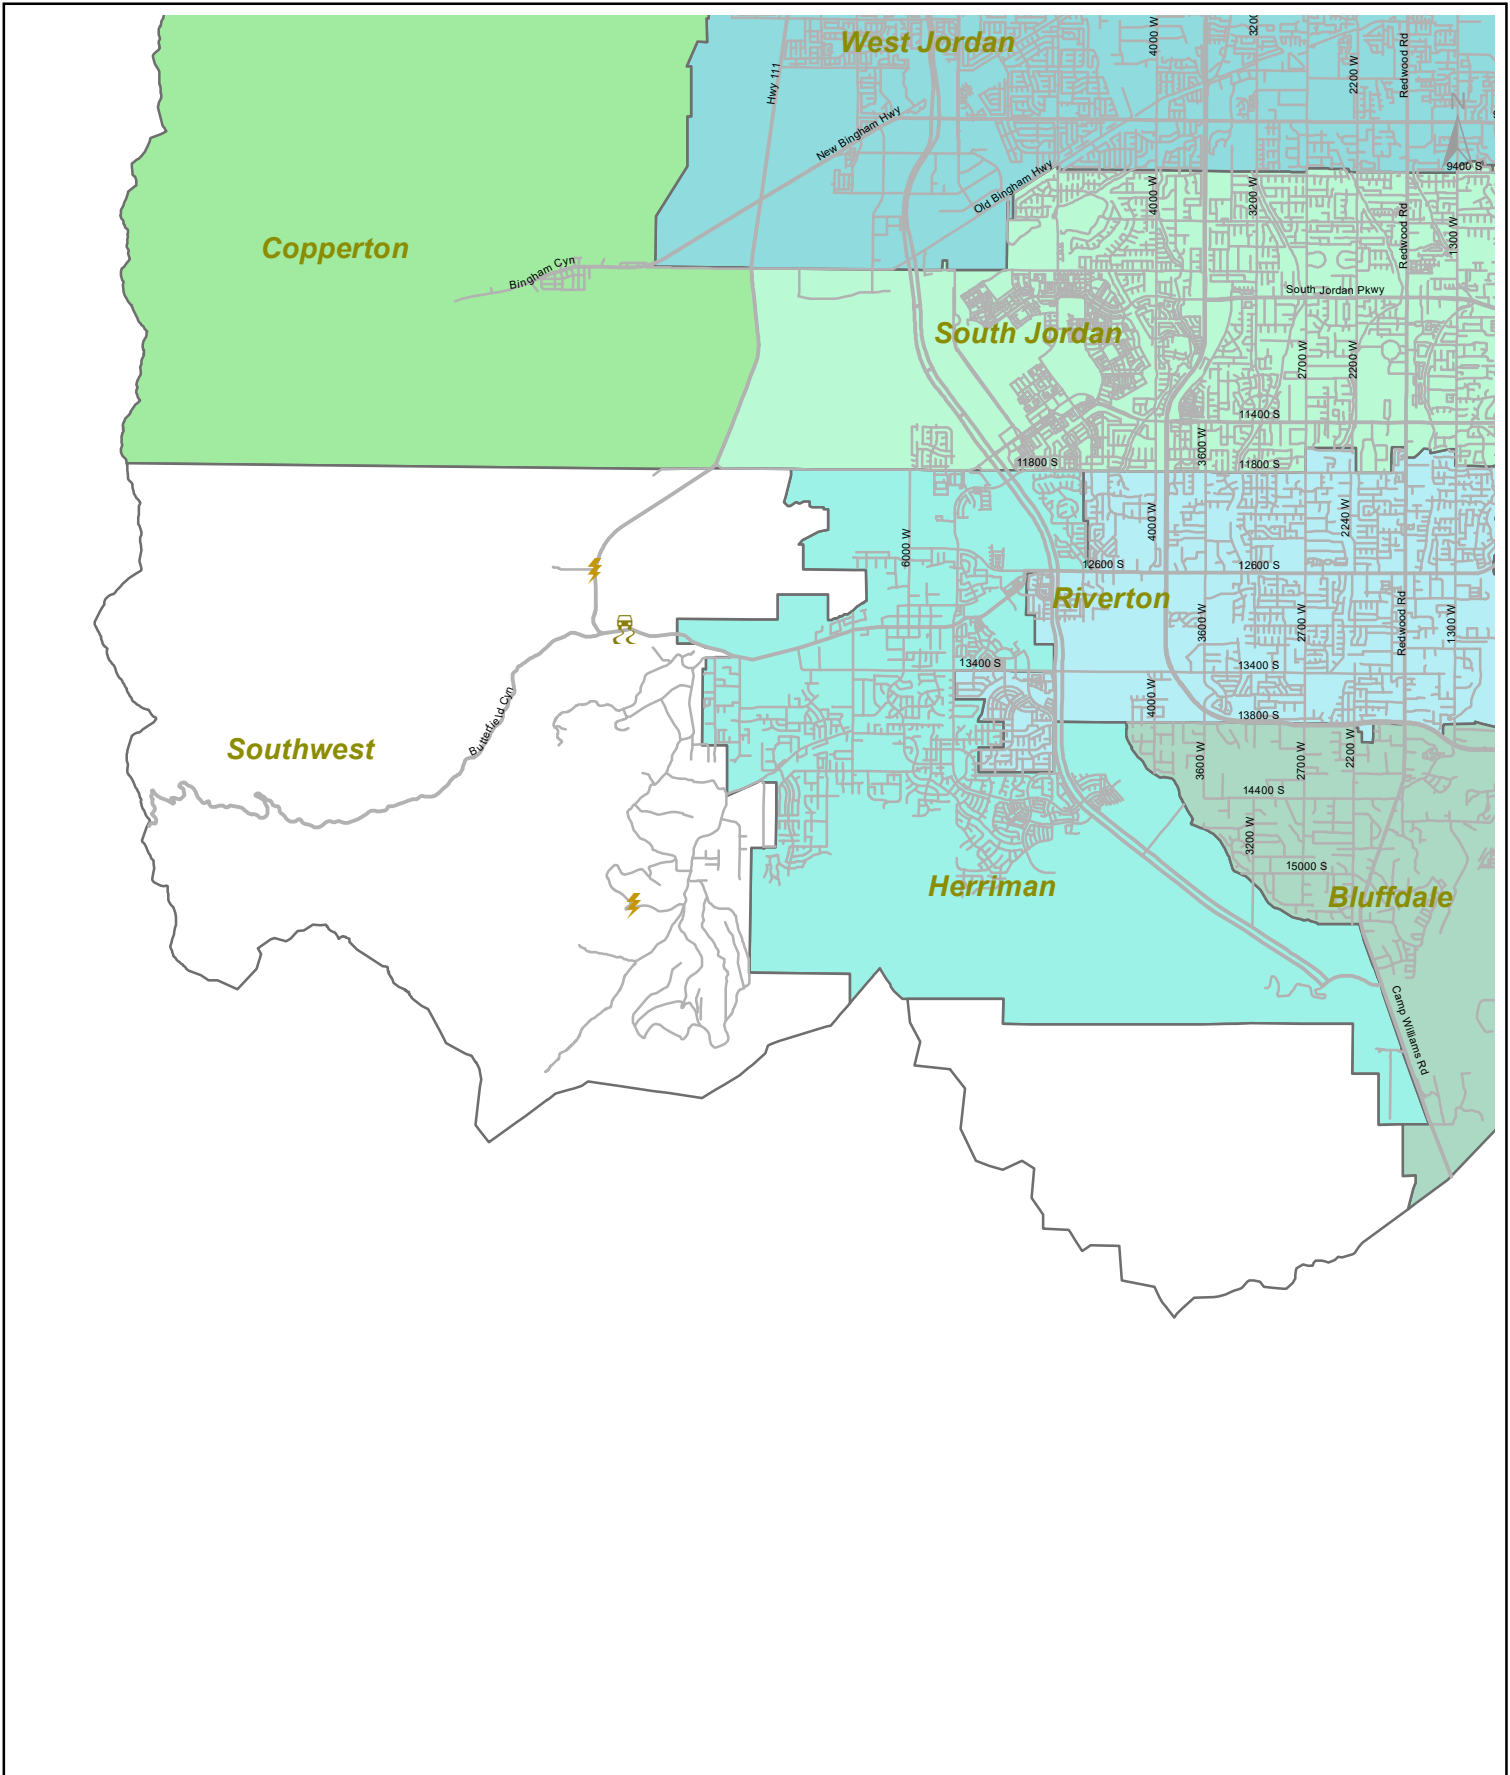 West Jordan
4000 W
3200
Redwood Rd
2200 W
Hwy 111
N
New Bingham Hwy
9400 S
Old Bingham Hwy
4000 W
3200 W
Redwood Rd
1300 W
Copperton
Bingham Cyn
South Jordan Pkwy
South Jordan
2700 W
2200 W
11400 S
3600 W
11800 S
11800 S
6000 W
4000 W
2240 W
12600 S
12600 S
Riverton
3600 W
2700 W
Redwood Rd
1300 W
13400 S
13400 S
4000 W
13800 S
Butterfield Cyn
Southwest
3600 W
2700 W
2200 W
14400 S
3200 W
15000 S
Herriman
Bluffdale
Camp Williams Rd